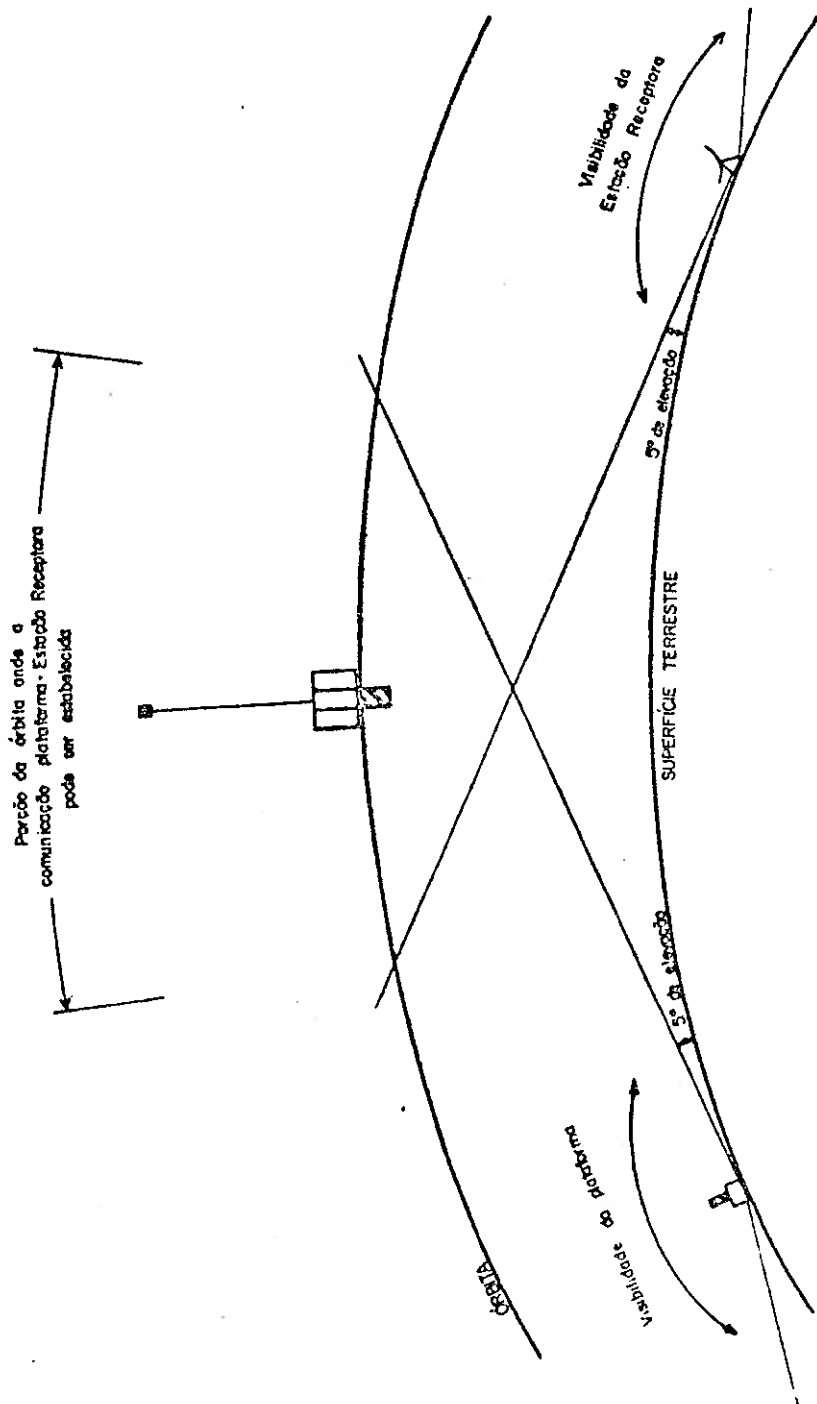 Porção da órbita onde a
comunicação plataforma - Estação Receptora
pode ser estabelecida
ÓRBITA
Visibilidade da plataforma
5º de elevação
SUPERFÍCIE TERRESTRE
5º de elevação
Visibilidade da
Estação Receptora